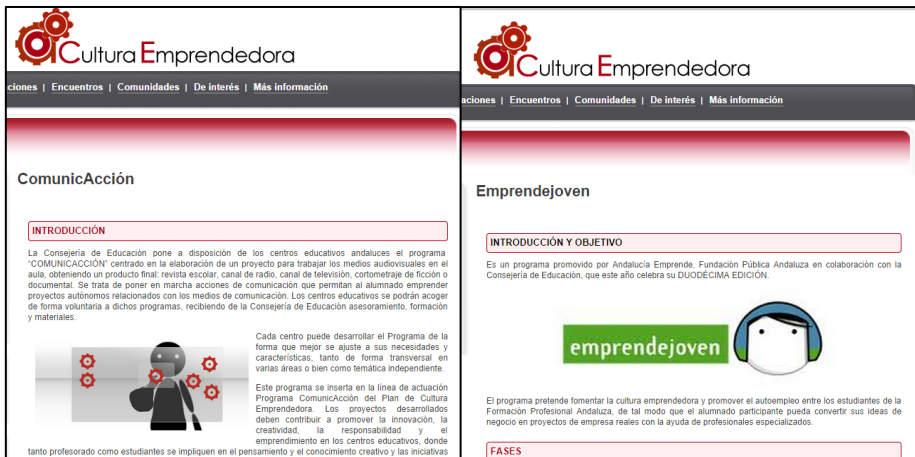 Cultura Emprendedora
ciones | Encuentros | Comunidades | De interés | Más información
ComunicAcción
INTRODUCCIÓN
La Consejería de Educación pone a disposición de los centros educativos andaluces el programa
"COMUNICACCIÓN" centrado en la elaboración de un proyecto para trabajar los medios audiovisuales en el
aula, obteniendo un producto final: revista escolar, canal de radio, canal de televisión, cortometraje de ficción o
documental. Se trata de poner en marcha acciones de comunicación que permitan al alumnado emprender
proyectos autónomos relacionados con los medios de comunicación. Los centros educativos se podrán acoger
de forma voluntaria a dichos programas, recibiendo de la Consejería de Educación asesoramiento, formación
y materiales.
Cada centro puede desarrollar el Programa de la
forma que mejor se ajuste a sus necesidades y
características, tanto de forma transversal en
varias áreas o bien como temática independiente.
Este programa se inserta en la línea de actuación
Programa ComunicAcción del Plan de Cultura
Emprendedora. Los proyectos desarrollados
deben contribuir a promover la innovación, la
creatividad, la responsabilidad y el
emprendimiento en los centros educativos, donde
tanto profesorado como estudiantes se impliquen en el pensamiento y el conocimiento creativo y las iniciativas
Cultura Emprendedora
aciones | Encuentros | Comunidades | De interés | Más información
Emprendejoven
INTRODUCCIÓN Y OBJETIVO
Es un programa promovido por Andalucía Emprende, Fundación Pública Andaluza en colaboración con la
Consejería de Educación, que este año celebra su DUODÉCIMA EDICIÓN.
emprendejoven
El programa pretende fomentar la cultura emprendedora y promover el autoempleo entre los estudiantes de la
Formación Profesional Andaluza, de tal modo que el alumnado participante pueda convertir sus ideas de
negocio en proyectos de empresa reales con la ayuda de profesionales especializados.
FASES